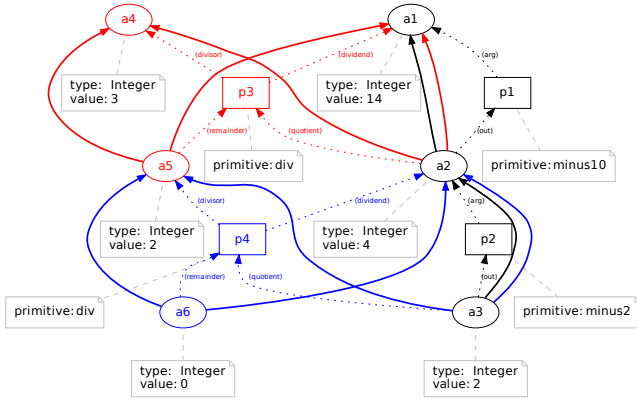 a4
a1
(divisor)
(dividend)
(arg)
type: Integer
value: 3
p3
type: Integer
value: 14
p1
(remainder)
(quotient)
(out)
a5
primitive: div
a2
primitive: minus10
(divisor)
(dividend)
(arg)
type: Integer
value: 2
p4
type: Integer
value: 4
p2
(remainder)
(quotient)
(out)
primitive: div
a6
a3
primitive: minus2
type: Integer
value: 0
type: Integer
value: 2